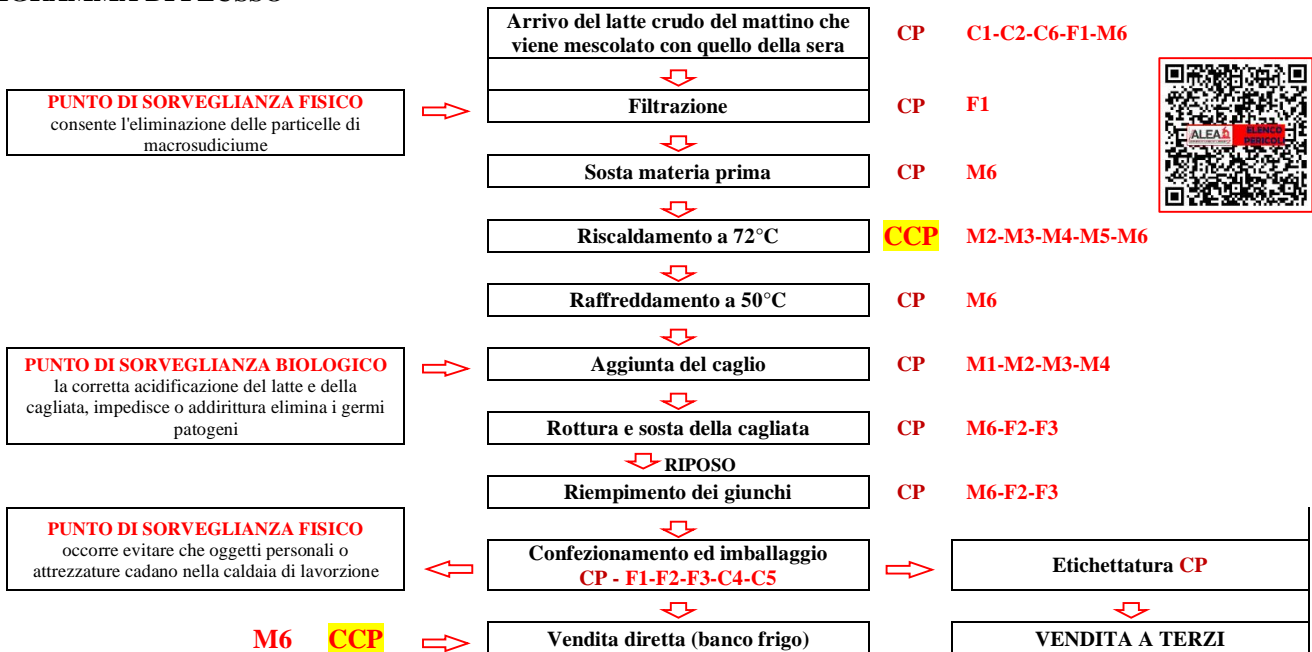 Arrivo del latte crudo del mattino che
viene mescolato con quello della sera
CP
C1-C2-C6-F1-M6
PUNTO DI SORVEGLIANZA FISICO
consente l'eliminazione delle particelle di
macrosudiciume
Filtrazione
CP
F1
ALEA
ELENCO
PERICOLI
Sosta materia prima
CP
M6
Riscaldamento a 72°C
CCP
M2-M3-M4-M5-M6
Raffreddamento a 50°C
CP
M6
PUNTO DI SORVEGLIANZA BIOLOGICO
la corretta acidificazione del latte e della
cagliata, impedisce o addirittura elimina i germi
patogeni
Aggiunta del caglio
CP
M1-M2-M3-M4
Rottura e sosta della cagliata
CP
M6-F2-F3
RIPOSO
Riempimento dei giunchi
CP
M6-F2-F3
PUNTO DI SORVEGLIANZA FISICO
occorre evitare che oggetti personali o
attrezzature cadano nella caldaia di lavorzione
Confezionamento ed imballaggio
CP - F1-F2-F3-C4-C5
Etichettatura CP
M6 CCP
Vendita diretta (banco frigo)
VENDITA A TERZI